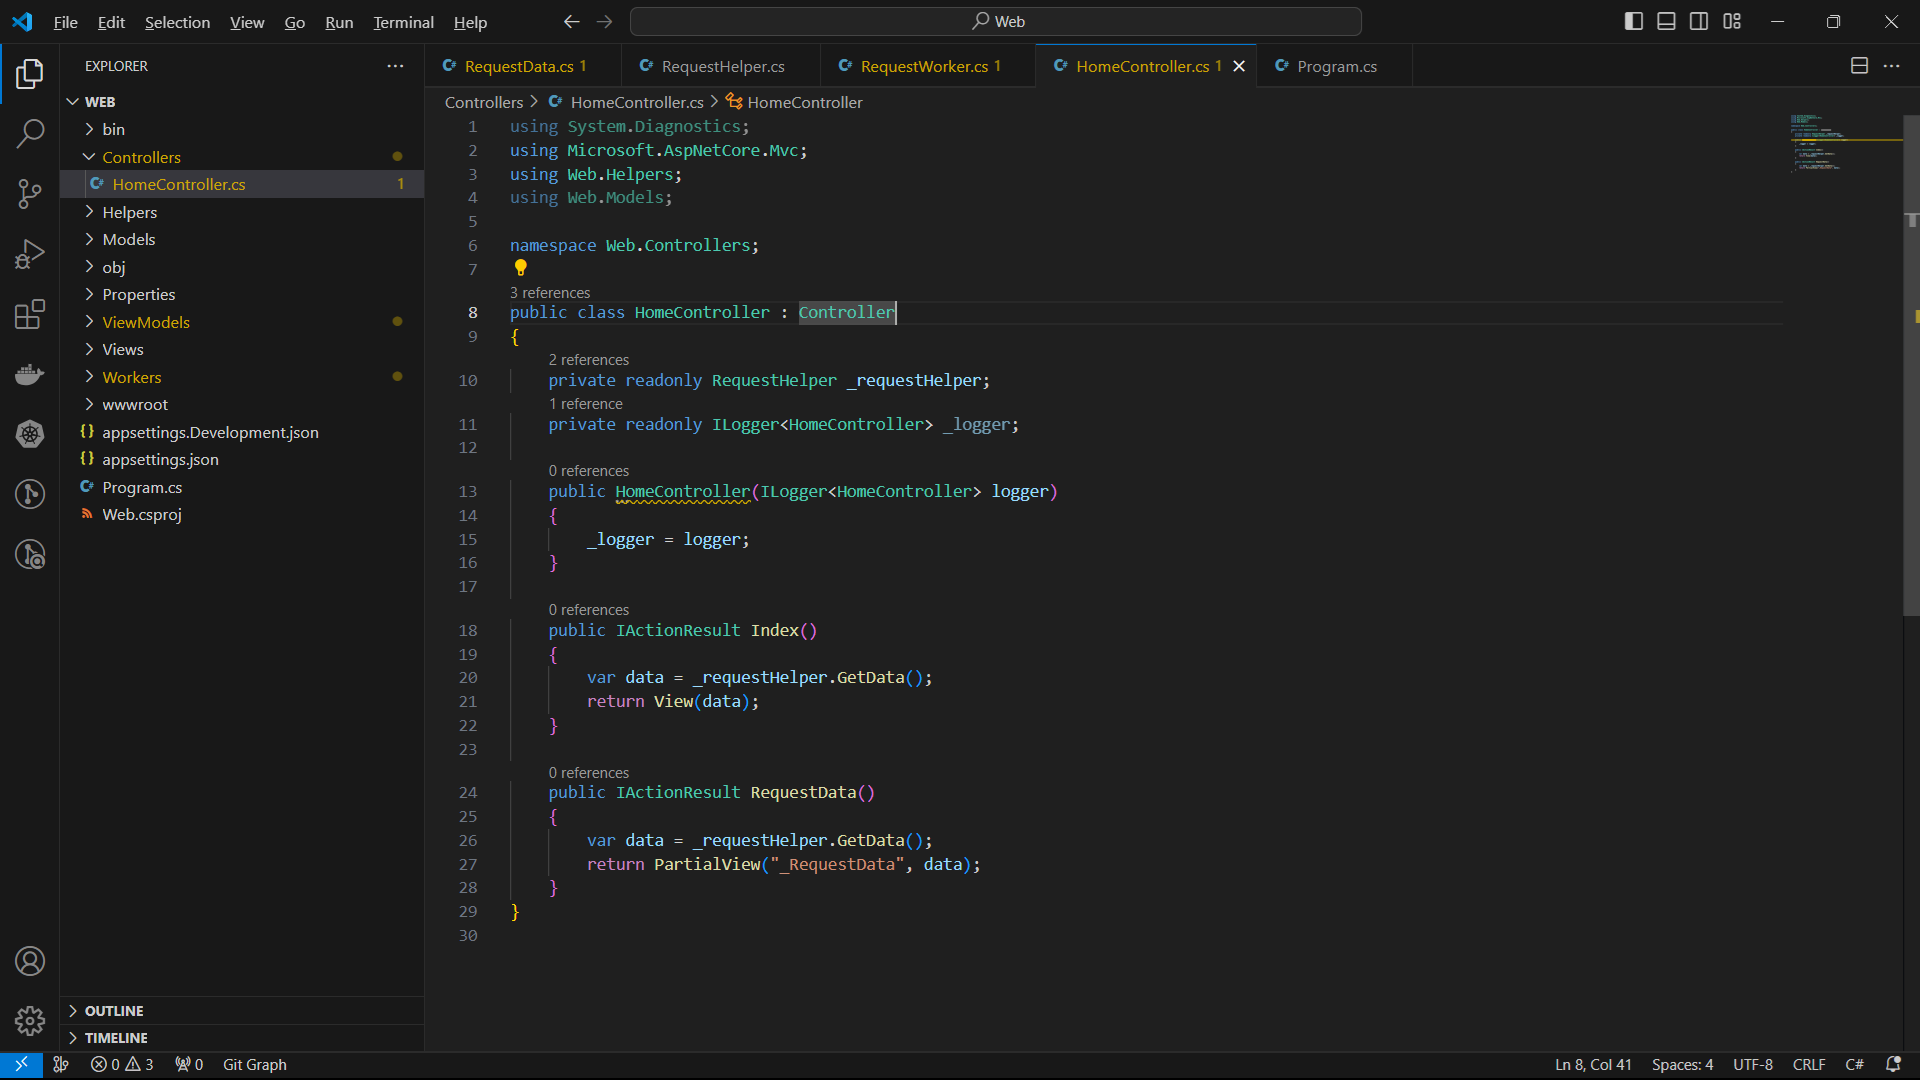 File Edit Selection View Go Run Terminal Help
Web
EXPLORER
WEB
bin
Controllers
C# HomeController.cs 1
Helpers
Models
obj
Properties
ViewModels
Views
Workers
wwwroot
{} appsettings.Development.json
{} appsettings.json
C# Program.cs
Web.csproj
OUTLINE
TIMELINE
C# RequestData.cs 1
C# RequestHelper.cs
C# RequestWorker.cs 1
C# HomeController.cs 1
C# Program.cs
Controllers > C# HomeController.cs > HomeController
1 using System.Diagnostics;
2 using Microsoft.AspNetCore.Mvc;
3 using Web.Helpers;
4 using Web.Models;
5
6 namespace Web.Controllers;
7
3 references
8 public class HomeController : Controller
9 {
2 references
10 private readonly RequestHelper _requestHelper;
1 reference
11 private readonly ILogger<HomeController> _logger;
12
0 references
13 public HomeController(ILogger<HomeController> logger)
14 {
15 _logger = logger;
16 }
17
0 references
18 public IActionResult Index()
19 {
20 var data = _requestHelper.GetData();
21 return View(data);
22 }
23
0 references
24 public IActionResult RequestData()
25 {
26 var data = _requestHelper.GetData();
27 return PartialView("_RequestData", data);
28 }
29 }
30
0 3 0 Git Graph
Ln 8, Col 41 Spaces: 4 UTF-8 CRLF C#